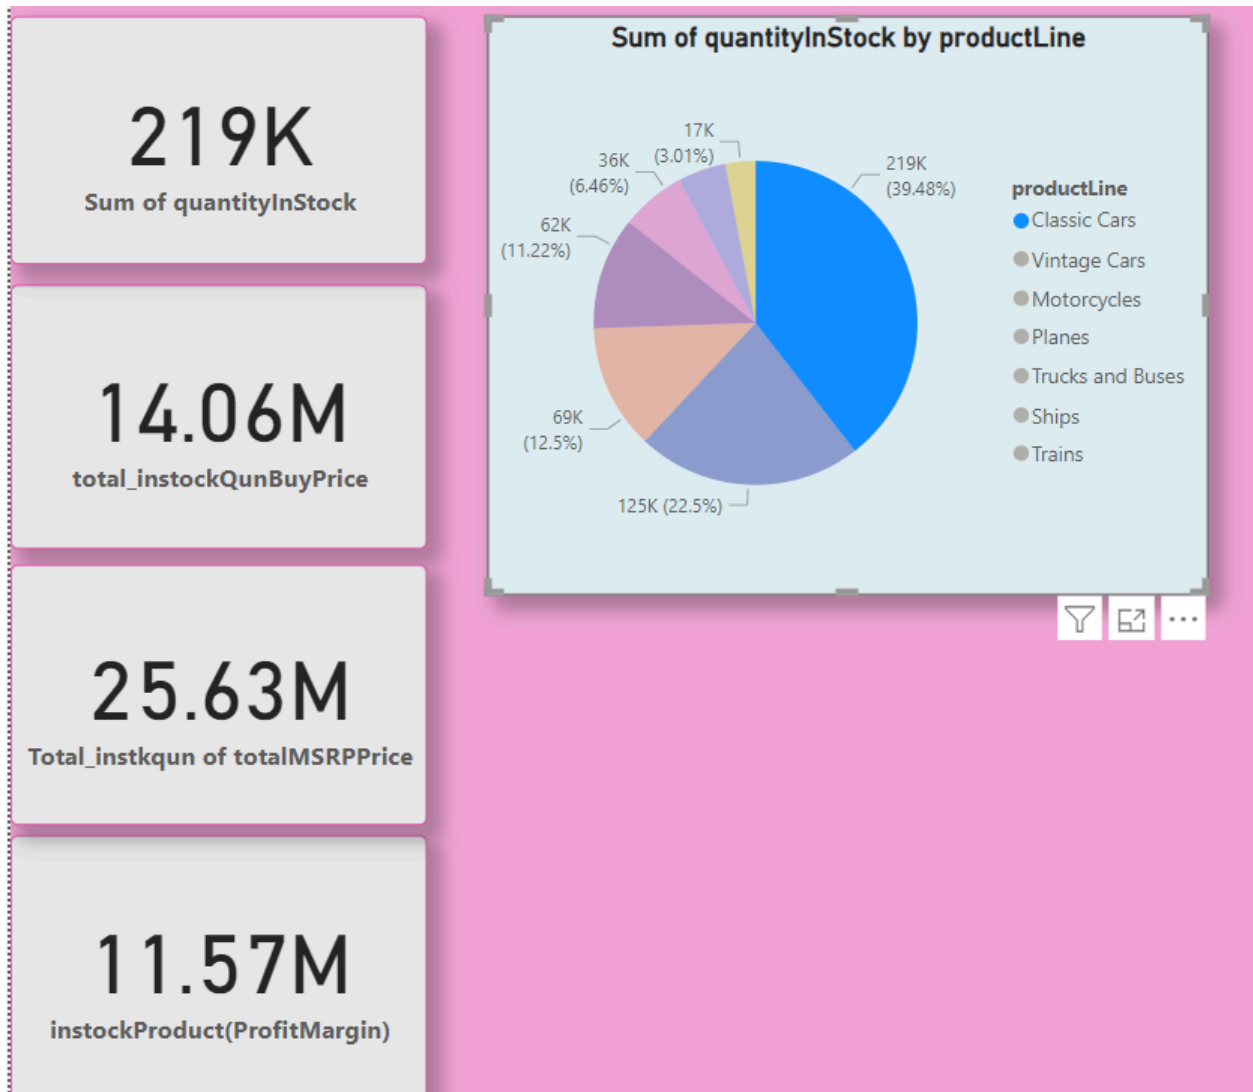 219K
Sum of quantityInStock
14.06M
total_instockQunBuyPrice
25.63M
Total_instkqun of totalMSRPPrice
11.57M
instockProduct(ProfitMargin)
Sum of quantityInStock by productLine
17K
(3.01%)
36K
(6.46%)
62K
(11.22%)
69K
(12.5%)
125K (22.5%)
219K
(39.48%)
productLine
Classic Cars
Vintage Cars
Motorcycles
Planes
Trucks and Buses
Ships
Trains